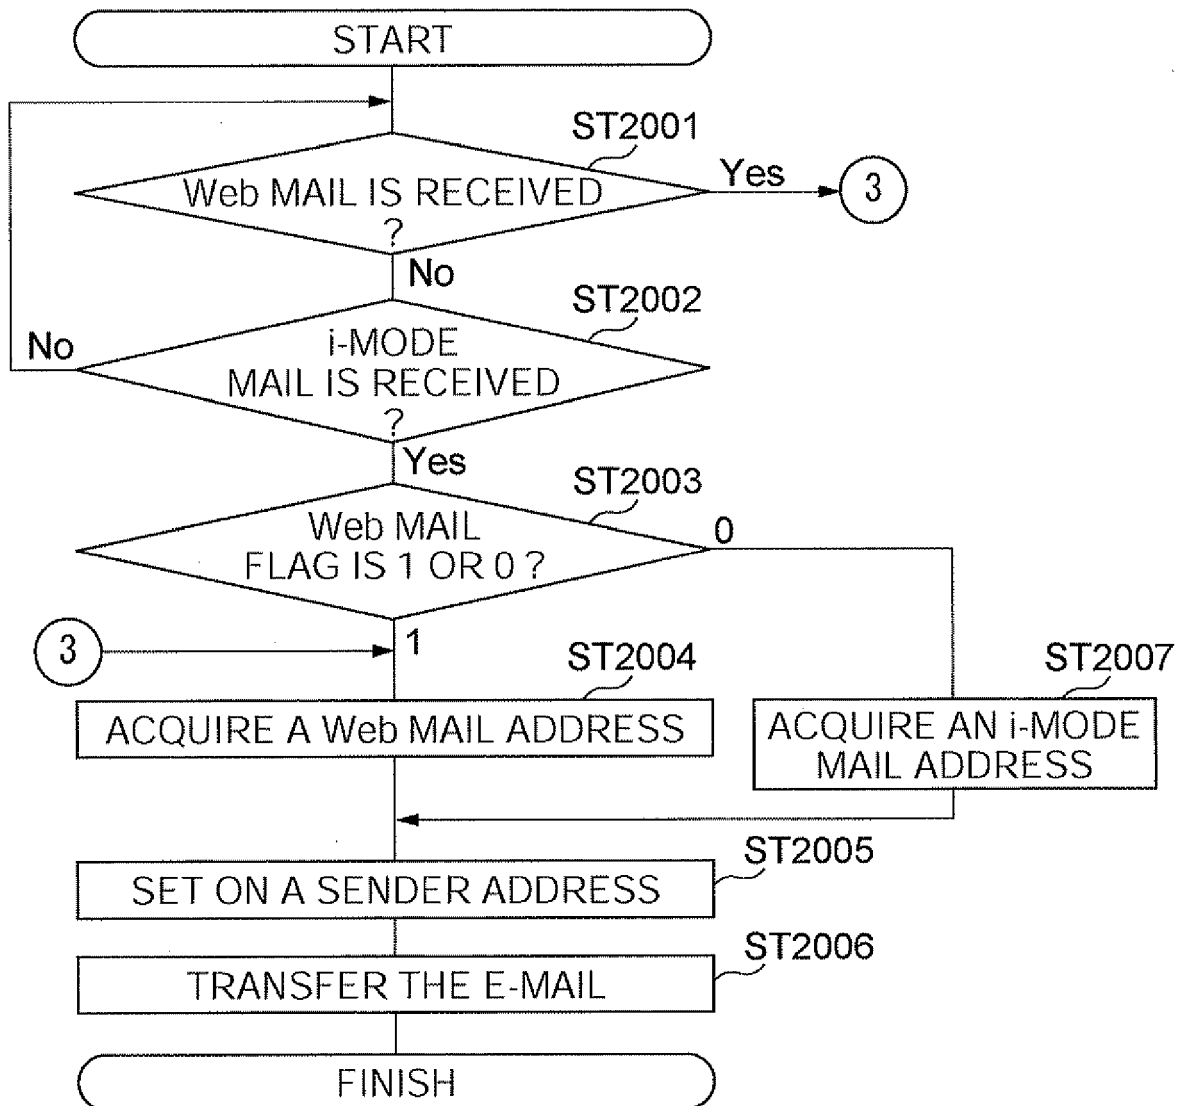 START
ST2001
Web MAIL IS RECEIVED
?
Yes
3
No
ST2002
i-MODE
MAIL IS RECEIVED
?
No
Yes
ST2003
Web MAIL
FLAG IS 1 OR 0 ?
0
1
3
ST2004
ACQUIRE A Web MAIL ADDRESS
ST2007
ACQUIRE AN i-MODE
MAIL ADDRESS
ST2005
SET ON A SENDER ADDRESS
ST2006
TRANSFER THE E-MAIL
FINISH